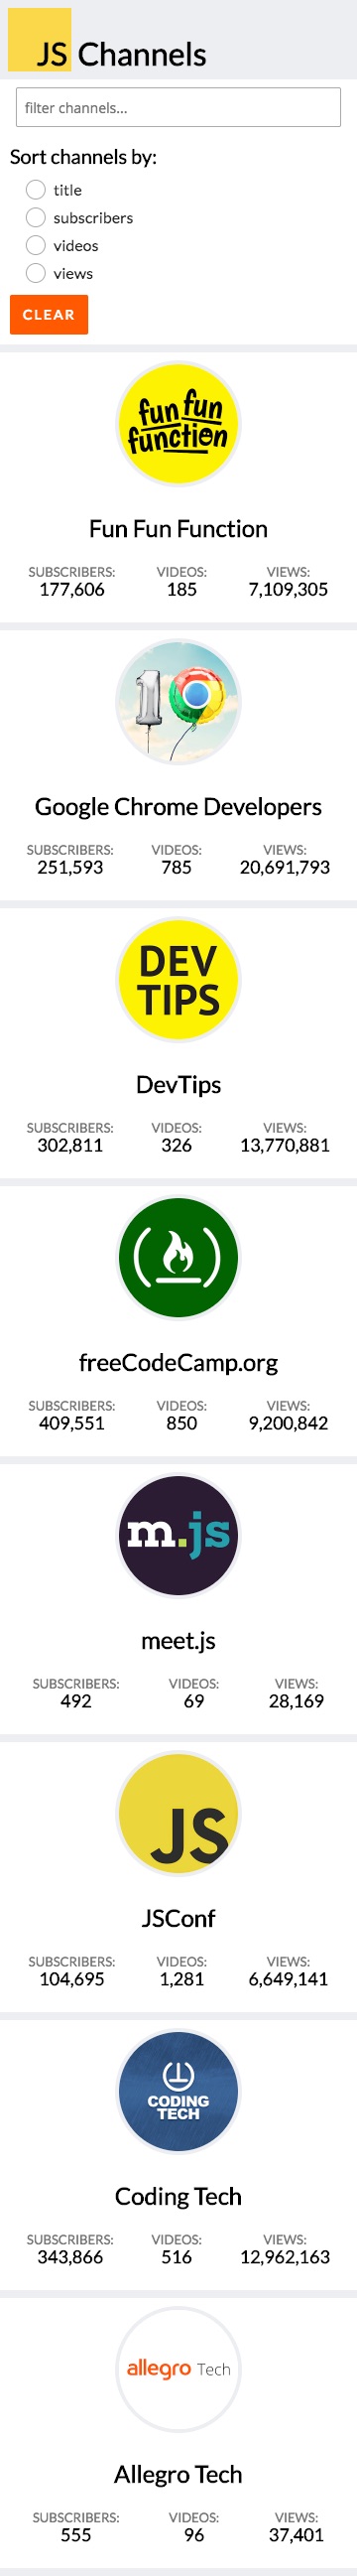 JS Channels
filter channels...
Sort channels by:
title
subscribers
videos
views
CLEAR
fun fun
function
Fun Fun Function
SUBSCRIBERS: VIDEOS: VIEWS:
177,606 185 7,109,305
10
Google Chrome Developers
SUBSCRIBERS: VIDEOS: VIEWS:
251,593 785 20,691,793
DEV
TIPS
DevTips
SUBSCRIBERS: VIDEOS: VIEWS:
302,811 326 13,770,881
freeCodeCamp.org
SUBSCRIBERS: VIDEOS: VIEWS:
409,551 850 9,200,842
m.js
meet.js
SUBSCRIBERS: VIDEOS: VIEWS:
492 69 28,169
JS
JSConf
SUBSCRIBERS: VIDEOS: VIEWS:
104,695 1,281 6,649,141
CODING
TECH
Coding Tech
SUBSCRIBERS: VIDEOS: VIEWS:
343,866 516 12,962,163
allegro Tech
Allegro Tech
SUBSCRIBERS: VIDEOS: VIEWS:
555 96 37,401